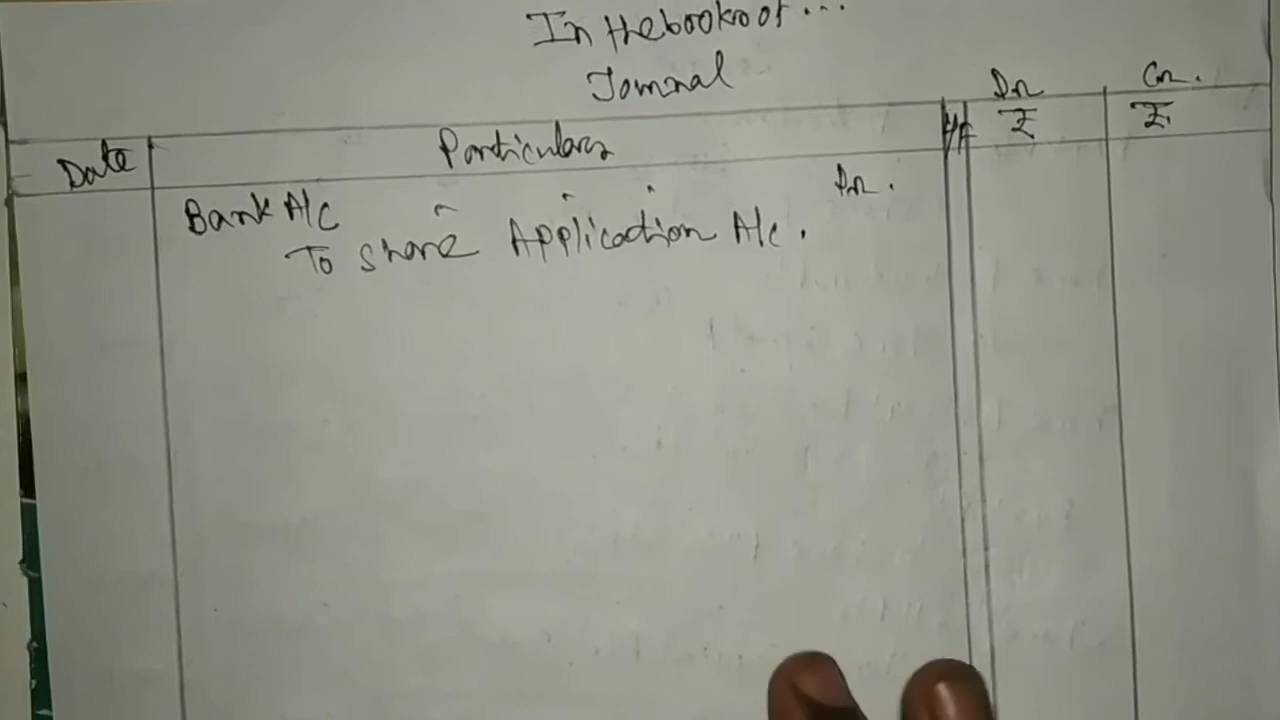 In the books of ...
Journal
Dr Cr.
Date Particulars L/F ₹ ₹
Bank A/c Dr.
To Share Application A/c.